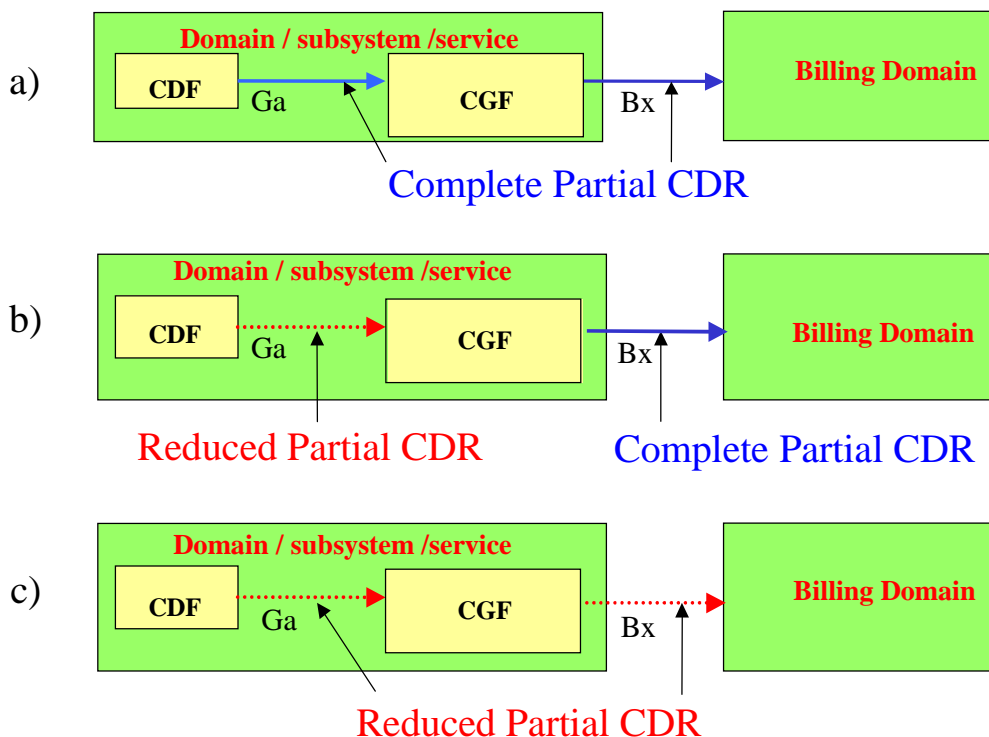 a)
Domain / subsystem /service
CDF
Ga
CGF
Bx
Billing Domain
Complete Partial CDR
b)
Domain / subsystem /service
CDF
Ga
CGF
Bx
Billing Domain
Reduced Partial CDR
Complete Partial CDR
c)
Domain / subsystem /service
CDF
Ga
CGF
Bx
Billing Domain
Reduced Partial CDR